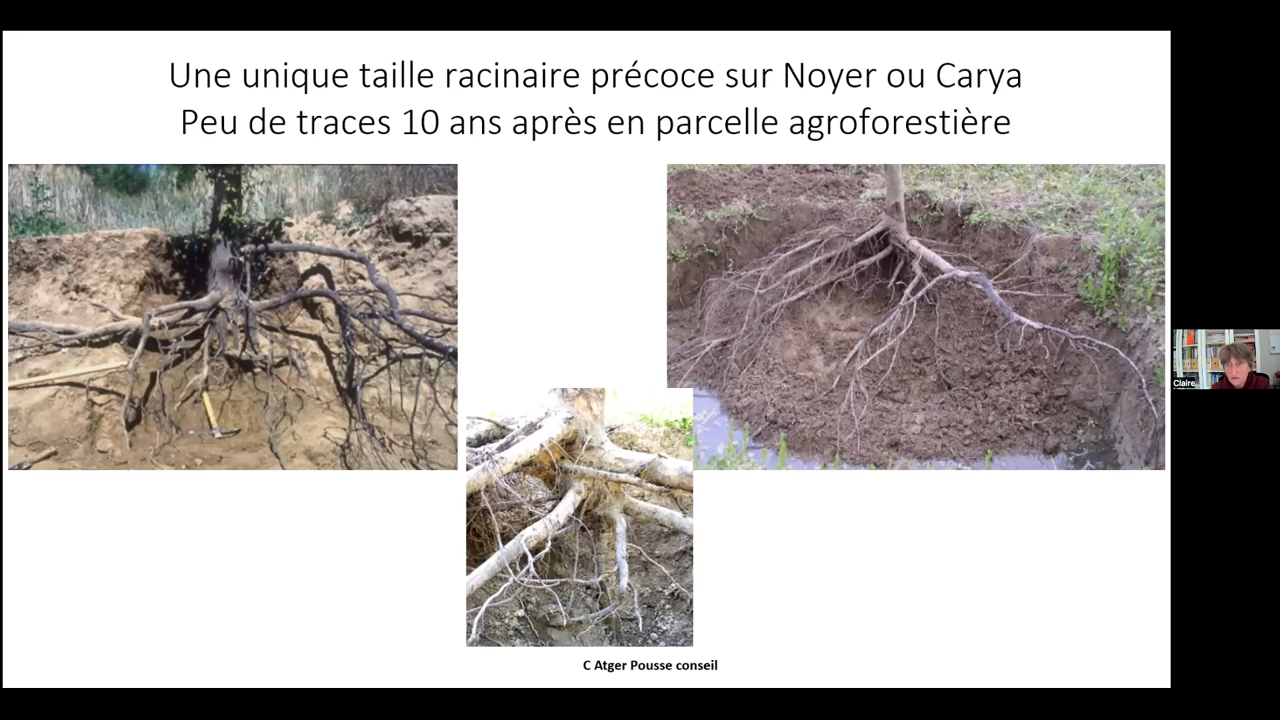 Une unique taille racinaire précoce sur Noyer ou Carya
Peu de traces 10 ans après en parcelle agroforestière
Claire
C Atger Pousse conseil